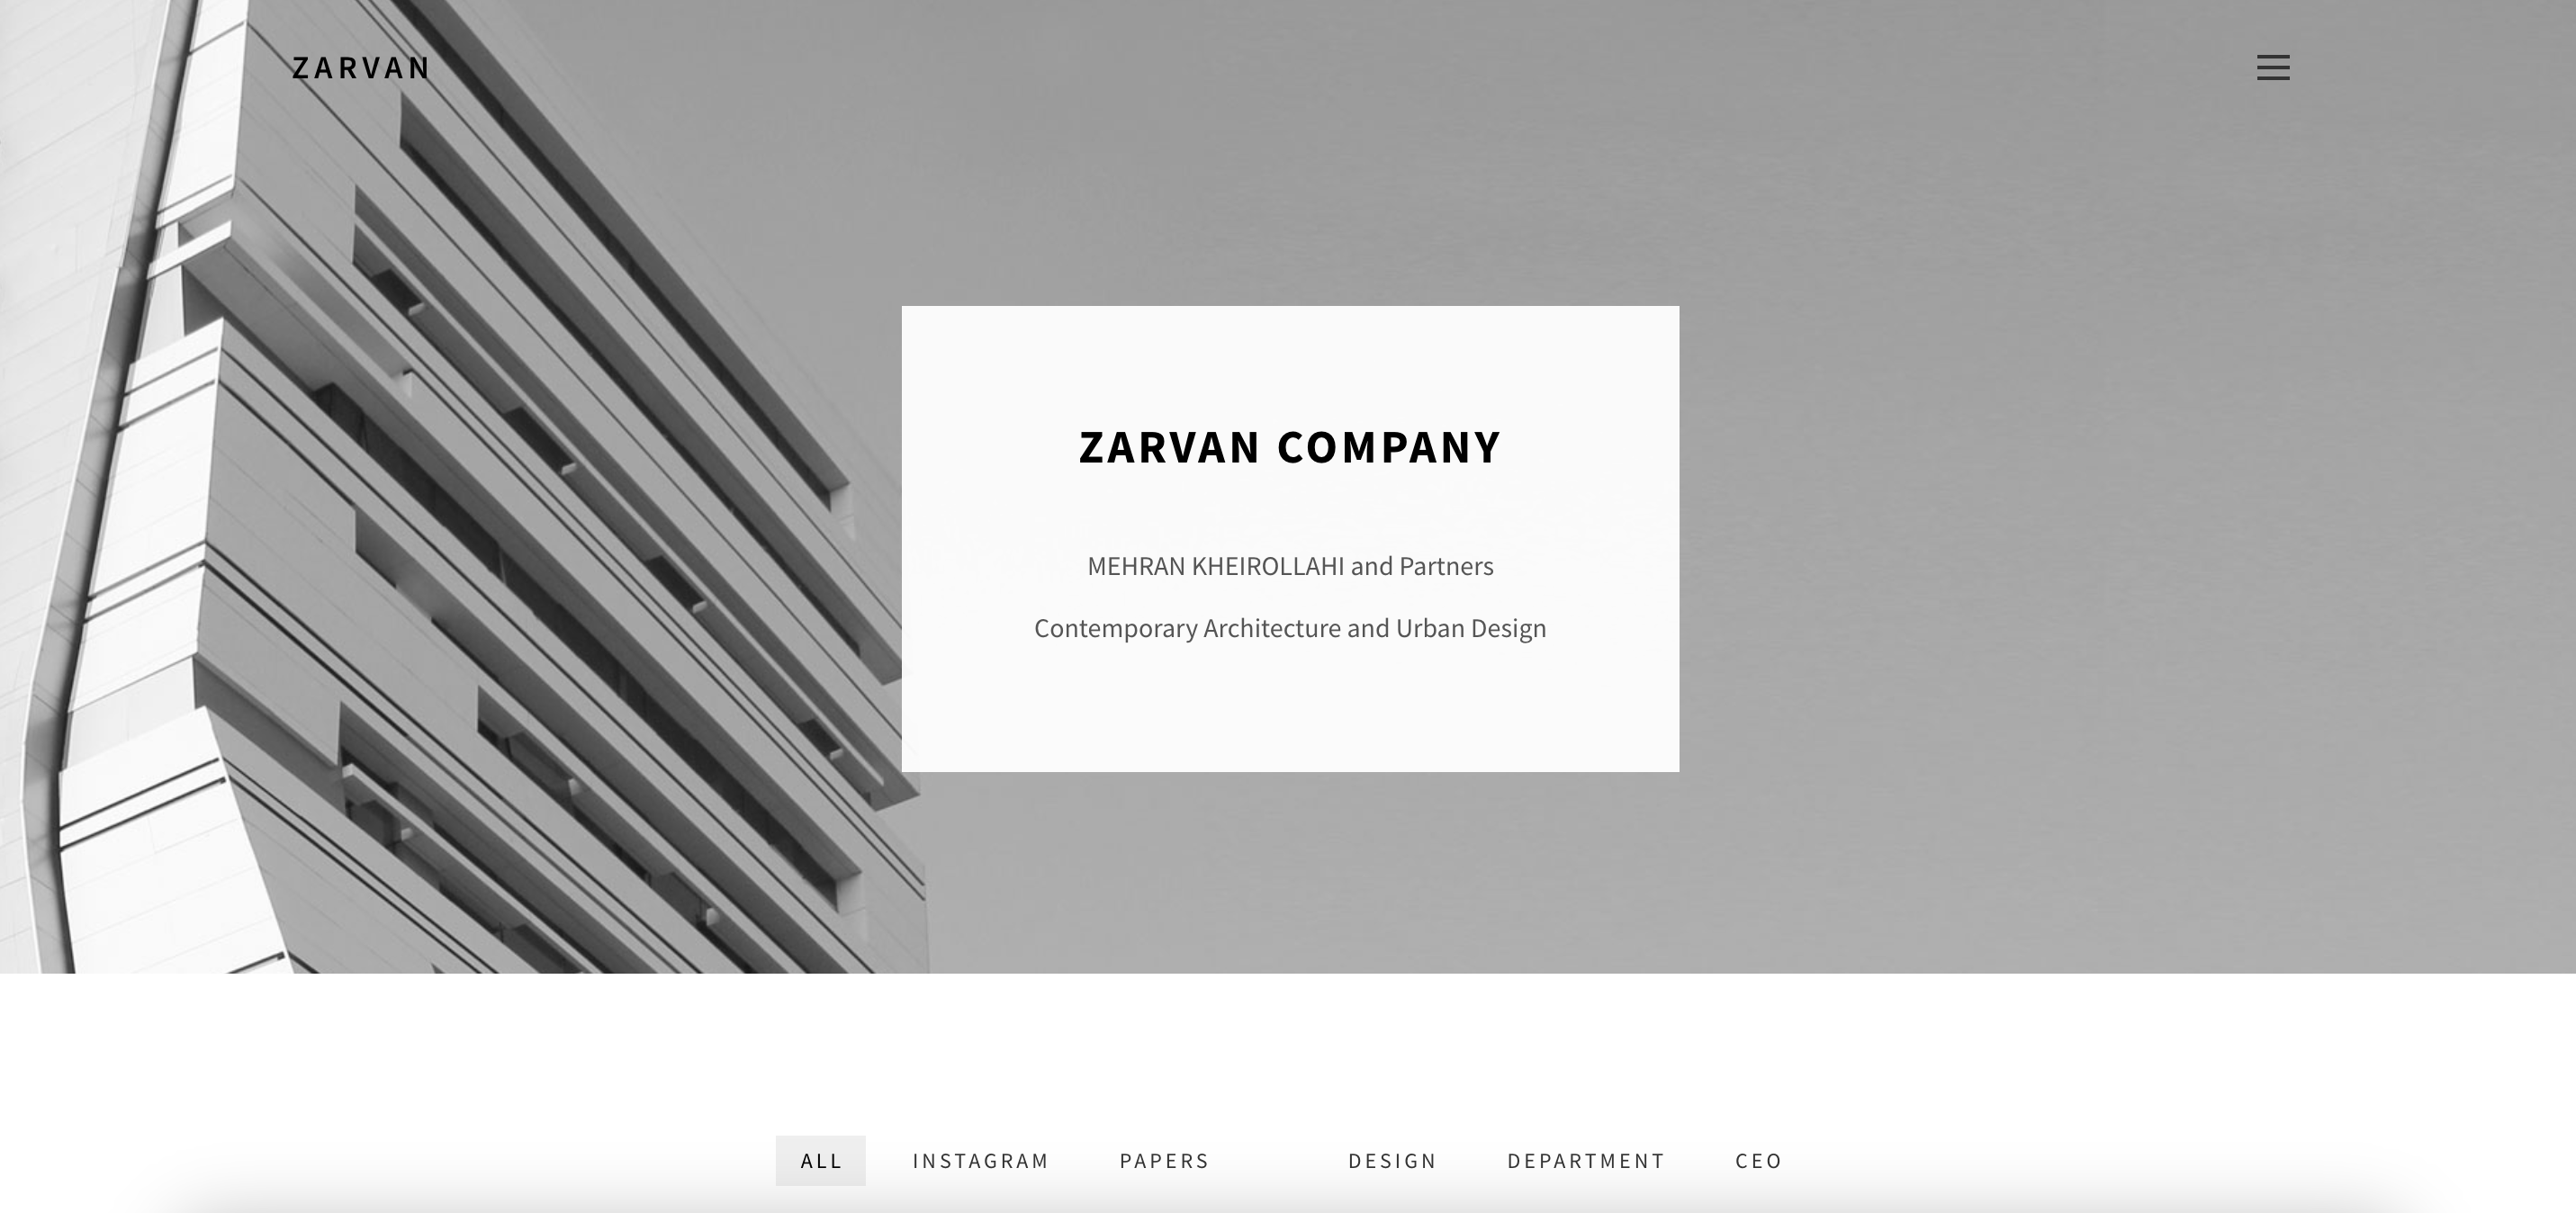 ZARVAN
ZARVAN COMPANY
MEHRAN KHEIROLLAHI and Partners
Contemporary Architecture and Urban Design
ALL INSTAGRAM PAPERS DESIGN DEPARTMENT CEO